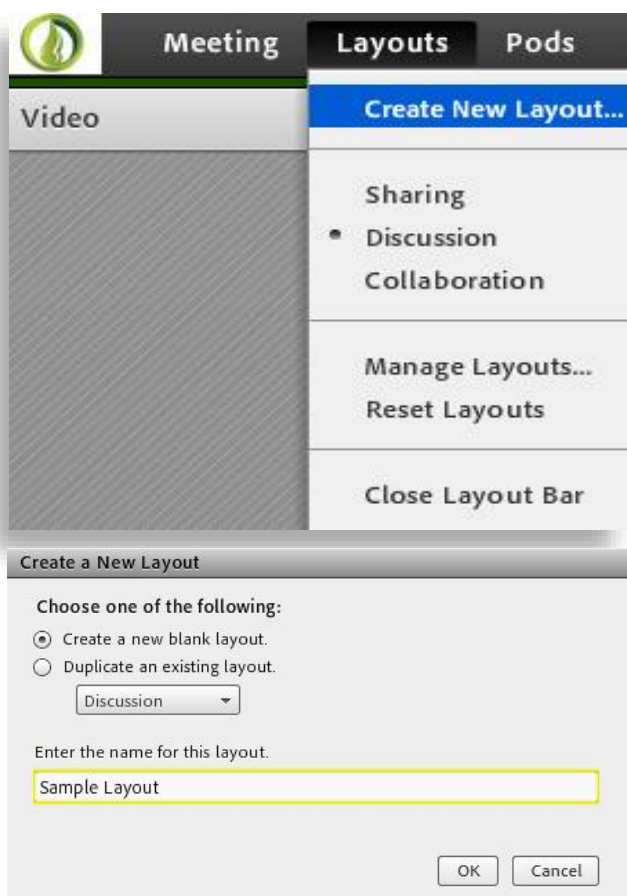 Meeting Layouts Pods
Video
Create New Layout...
Sharing
Discussion
Collaboration
Manage Layouts...
Reset Layouts
Close Layout Bar
Create a New Layout
Choose one of the following:
Create a new blank layout.
Duplicate an existing layout.
Discussion
Enter the name for this layout.
Sample Layout
OK Cancel